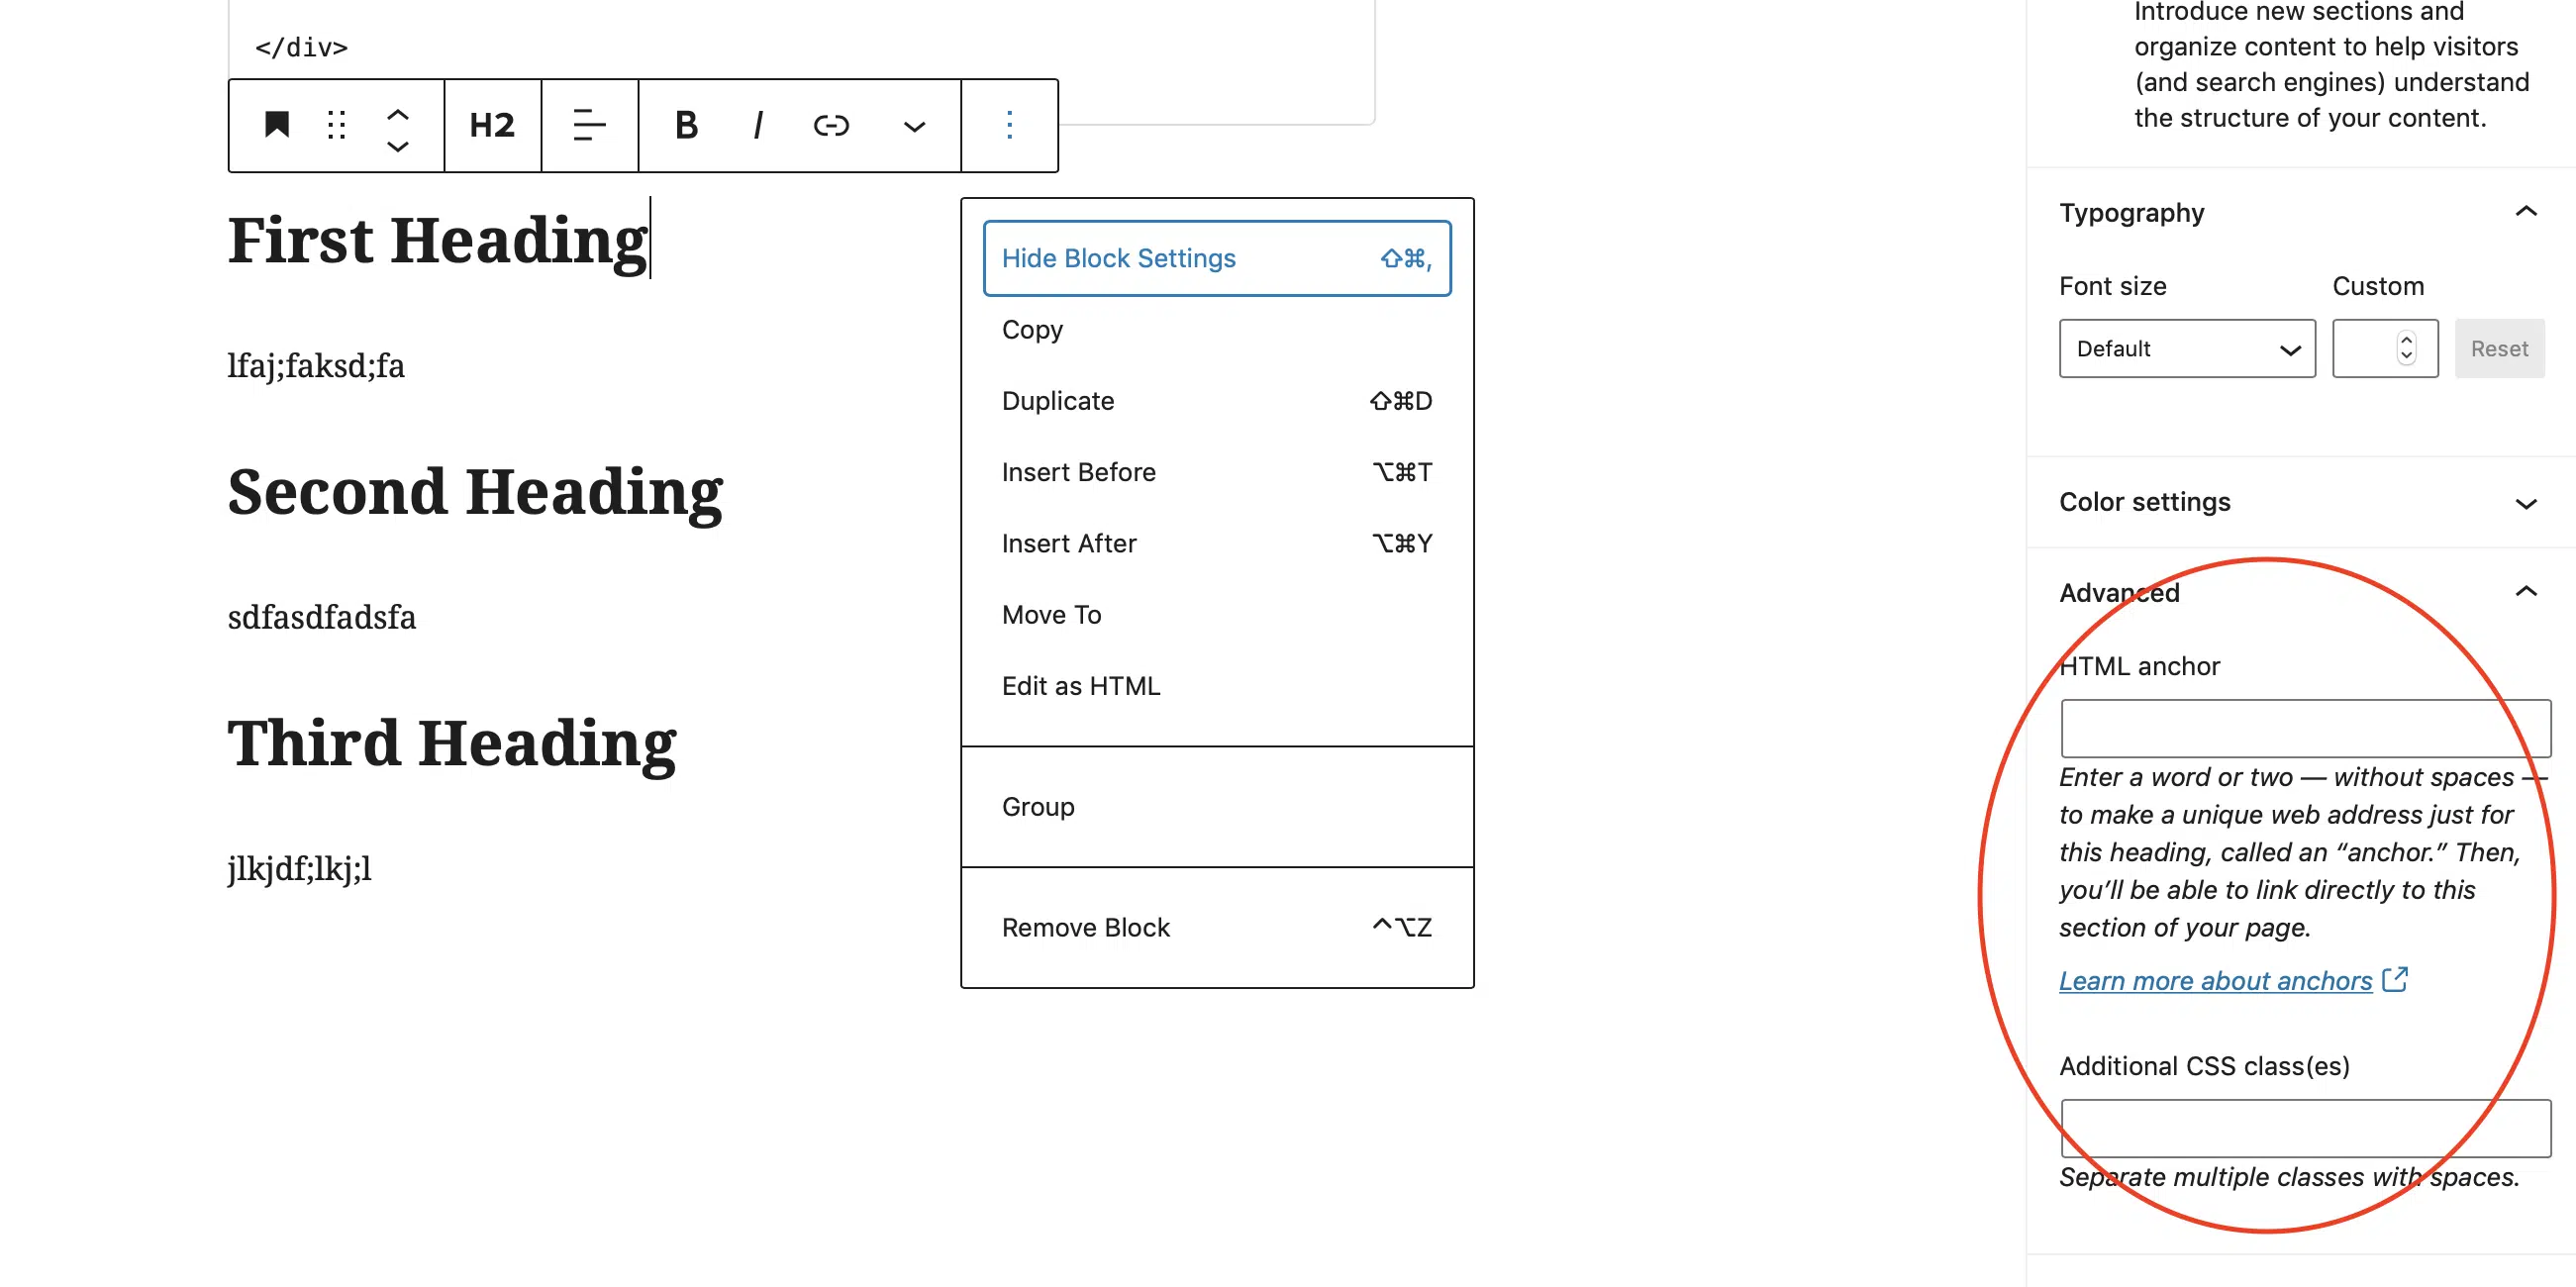 </div>
H2 B I
First Heading
lfaj;faksd;fa
Second Heading
sdfasdfadsfa
Third Heading
jlkjdf;lkj;l
Hide Block Settings ⇧⌘,
Copy
Duplicate ⇧⌘D
Insert Before ⌥⌘T
Insert After ⌥⌘Y
Move To
Edit as HTML
Group
Remove Block ^⌥Z
Introduce new sections and
organize content to help visitors
(and search engines) understand
the structure of your content.
Typography
Font size Custom
Default Reset
Color settings
Advanced
HTML anchor
Enter a word or two — without spaces —
to make a unique web address just for
this heading, called an “anchor.” Then,
you’ll be able to link directly to this
section of your page.
Learn more about anchors
Additional CSS class(es)
Separate multiple classes with spaces.